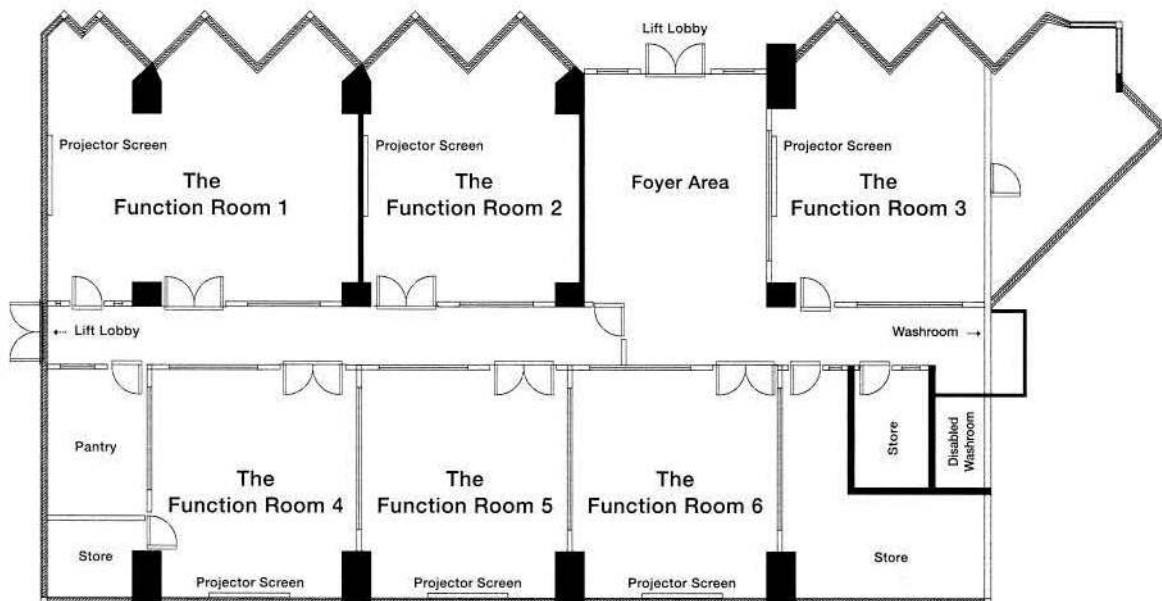 Lift Lobby
Projector Screen
The
Function Room 1
Projector Screen
The
Function Room 2
Foyer Area
Projector Screen
The
Function Room 3
Lift Lobby
Washroom
Pantry
Store
The
Function Room 4
Projector Screen
The
Function Room 5
Projector Screen
The
Function Room 6
Projector Screen
Store
Disabled
Washroom
Store